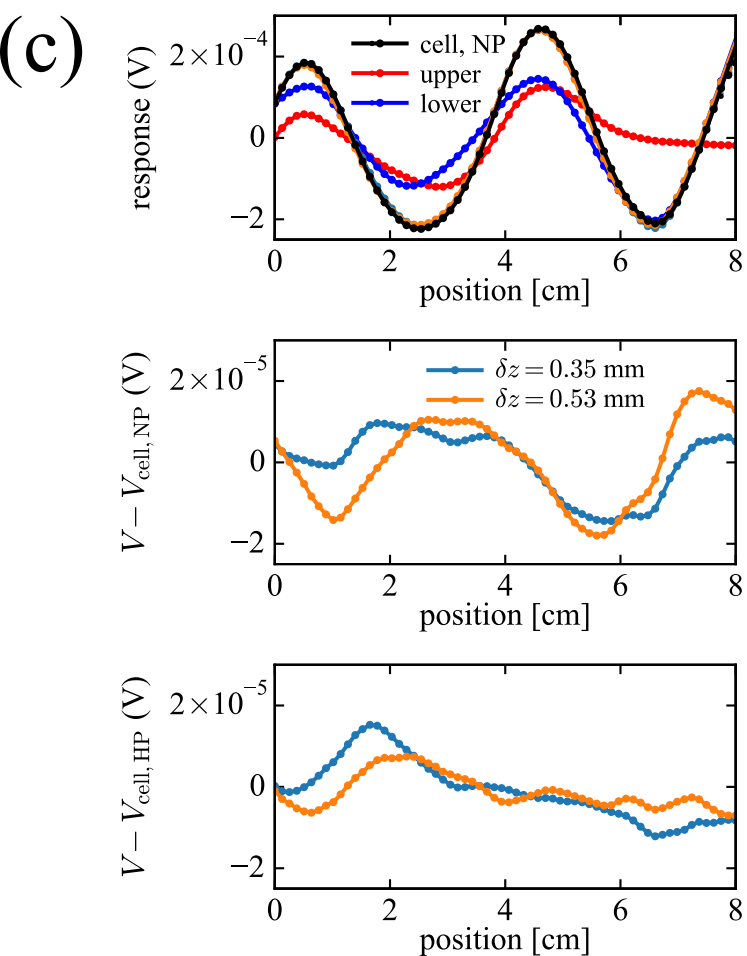 (c)
response (V)
2×10⁻⁴
0
−2
cell, NP
upper
lower
0 2 4 6 8
position [cm]
V − V_cell, NP (V)
2×10⁻⁵
0
−2
δz = 0.35 mm
δz = 0.53 mm
0 2 4 6 8
position [cm]
V − V_cell, HP (V)
2×10⁻⁵
0
−2
0 2 4 6 8
position [cm]